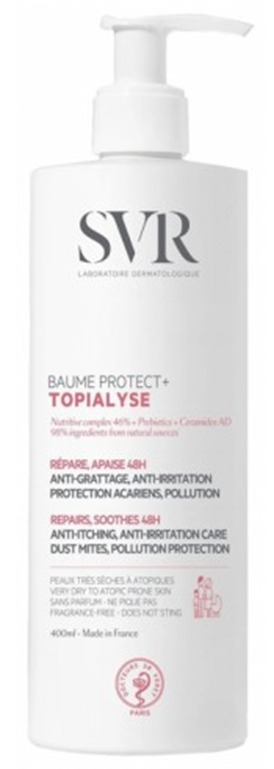 SVR
LABORATOIRE DERMATOLOGIQUE
BAUME PROTECT+
TOPIALYSE
Nutritive complex 46% + Prebiotics + Ceramides AD
98% ingredients from natural sources
RÉPARE, APAISE 48H
ANTI-GRATTAGE, ANTI-IRRITATION
PROTECTION ACARIENS, POLLUTION
REPAIRS, SOOTHES 48H
ANTI-ITCHING, ANTI-IRRITATION CARE
DUST MITES, POLLUTION PROTECTION
PEAUX TRÈS SÈCHES À ATOPIQUES
VERY DRY TO ATOPIC PRONE SKIN
SANS PARFUM - NE PIQUE PAS
FRAGRANCE-FREE - DOES NOT STING
400ml - Made in France
DOCTEURS JR VERET
PARIS